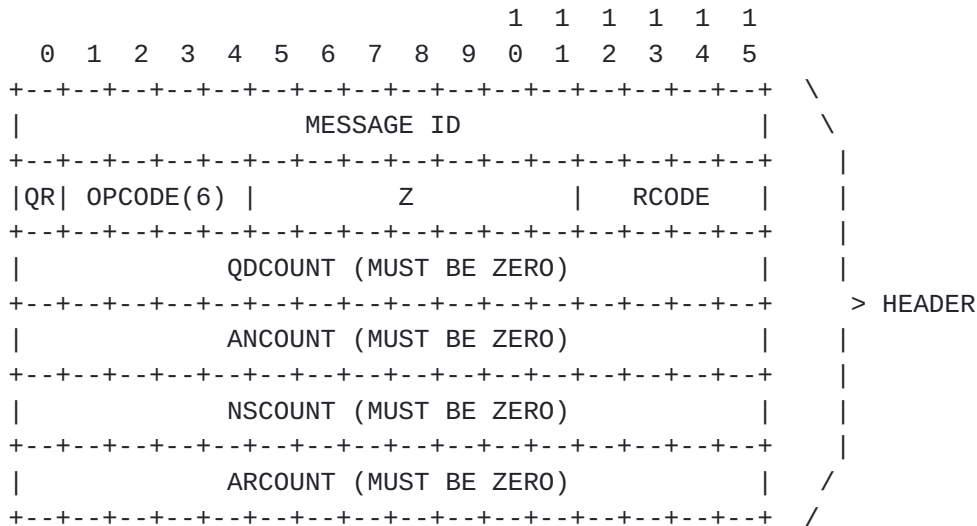 1  1  1  1  1  1
  0  1  2  3  4  5  6  7  8  9  0  1  2  3  4  5
+--+--+--+--+--+--+--+--+--+--+--+--+--+--+--+--+  \
|                  MESSAGE ID                   |   \
+--+--+--+--+--+--+--+--+--+--+--+--+--+--+--+--+    |
|QR| OPCODE(6) |         Z          |   RCODE   |    |
+--+--+--+--+--+--+--+--+--+--+--+--+--+--+--+--+    |
|             QDCOUNT (MUST BE ZERO)            |    |
+--+--+--+--+--+--+--+--+--+--+--+--+--+--+--+--+     > HEADER
|             ANCOUNT (MUST BE ZERO)            |    |
+--+--+--+--+--+--+--+--+--+--+--+--+--+--+--+--+    |
|             NSCOUNT (MUST BE ZERO)            |    |
+--+--+--+--+--+--+--+--+--+--+--+--+--+--+--+--+    |
|             ARCOUNT (MUST BE ZERO)            |   /
+--+--+--+--+--+--+--+--+--+--+--+--+--+--+--+--+  /